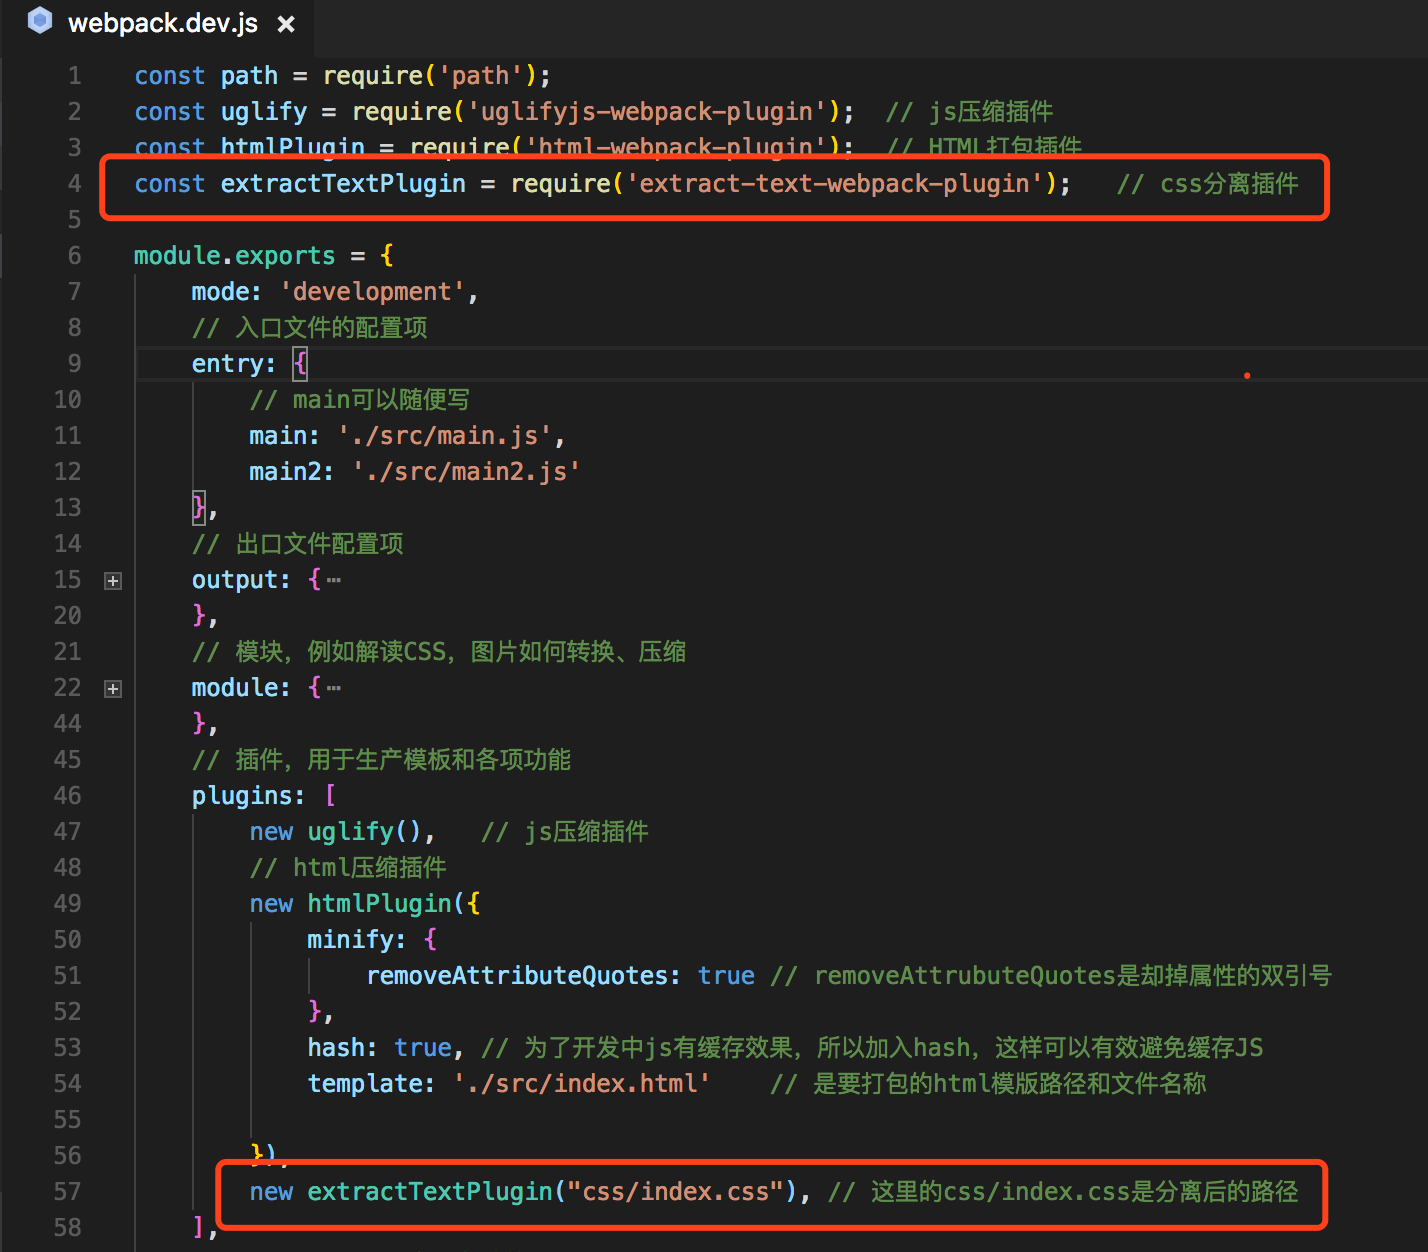 webpack.dev.js ×
1 const path = require('path');
2 const uglify = require('uglifyjs-webpack-plugin');  // js压缩插件
3 const htmlPlugin = require('html-webpack-plugin');  // HTML打包插件
4 const extractTextPlugin = require('extract-text-webpack-plugin');   // css分离插件
5
6 module.exports = {
7     mode: 'development',
8     // 入口文件的配置项
9     entry: {
10         // main可以随便写
11         main: './src/main.js',
12         main2: './src/main2.js'
13     },
14     // 出口文件配置项
15     output: {⋯
20     },
21     // 模块，例如解读CSS，图片如何转换、压缩
22     module: {⋯
44     },
45     // 插件，用于生产模板和各项功能
46     plugins: [
47         new uglify(),   // js压缩插件
48         // html压缩插件
49         new htmlPlugin({
50             minify: {
51                 removeAttributeQuotes: true // removeAttrubuteQuotes是却掉属性的双引号
52             },
53             hash: true, // 为了开发中js有缓存效果，所以加入hash，这样可以有效避免缓存JS
54             template: './src/index.html'    // 是要打包的html模版路径和文件名称
55
56         }),
57         new extractTextPlugin("css/index.css"), // 这里的css/index.css是分离后的路径
58     ],